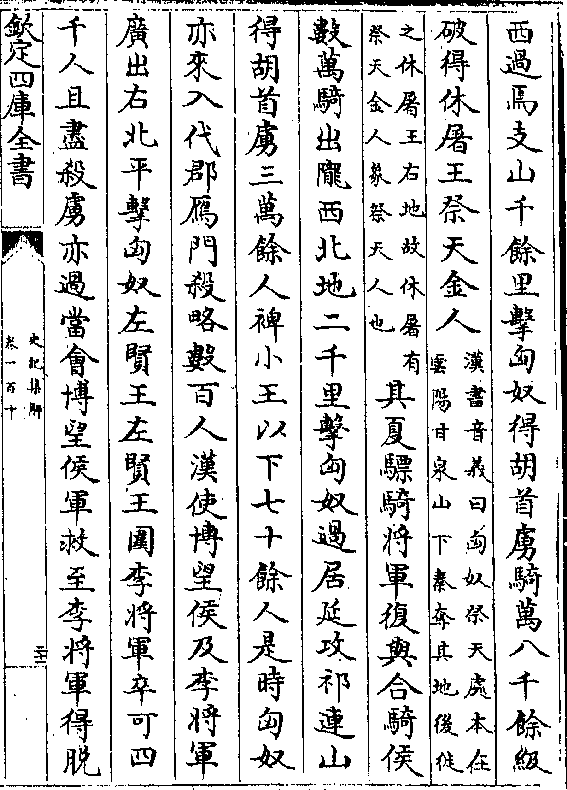 西過焉支山千餘里擊匈奴得胡首虜騎萬八千餘級
破得休屠王祭天金人漢書音義曰匈奴祭天處本在
雲陽甘泉山下秦奪其地後徙
之休屠王右地故休屠有
祭天金人象祭天人也其夏驃騎將軍復與合騎侯
數萬騎出隴西北地二千里擊匈奴過居延攻祁連山
得胡首虜三萬餘人裨小王以下七十餘人是時匈奴
亦來入代郡雁門殺略數百人漢使博望侯及李將軍
廣出右北平擊匈奴左賢王左賢王圍李將軍卒可四
千人且盡殺虜亦過當會博望侯軍救至李將軍得脫
欽定四庫全書
史記集解
卷一百十
二十二